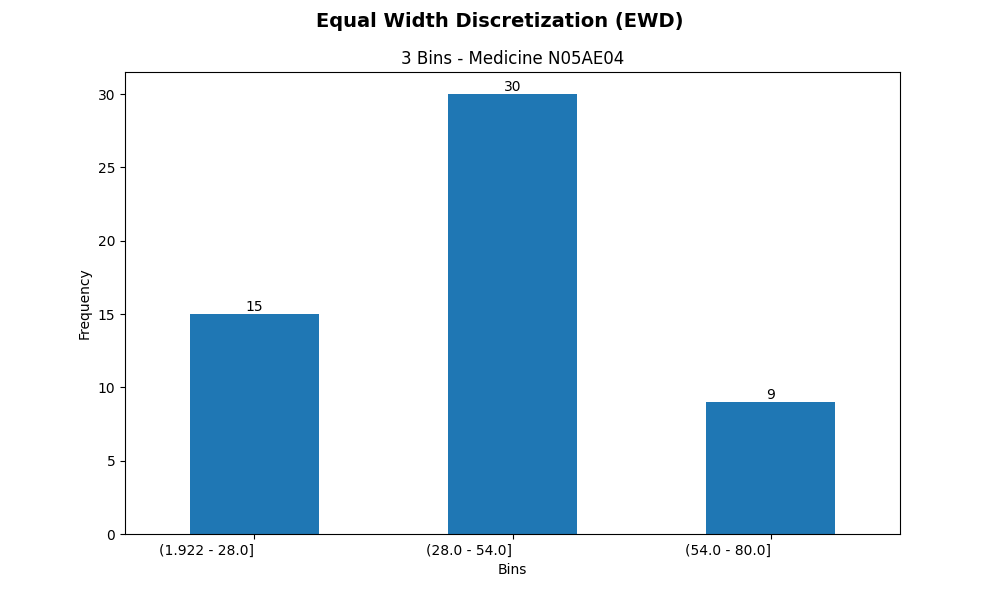 Equal Width Discretization (EWD)
3 Bins - Medicine N05AE04
30
25
20
15
10
5
0
Frequency
15
30
9
(1.922 - 28.0]
(28.0 - 54.0]
(54.0 - 80.0]
Bins